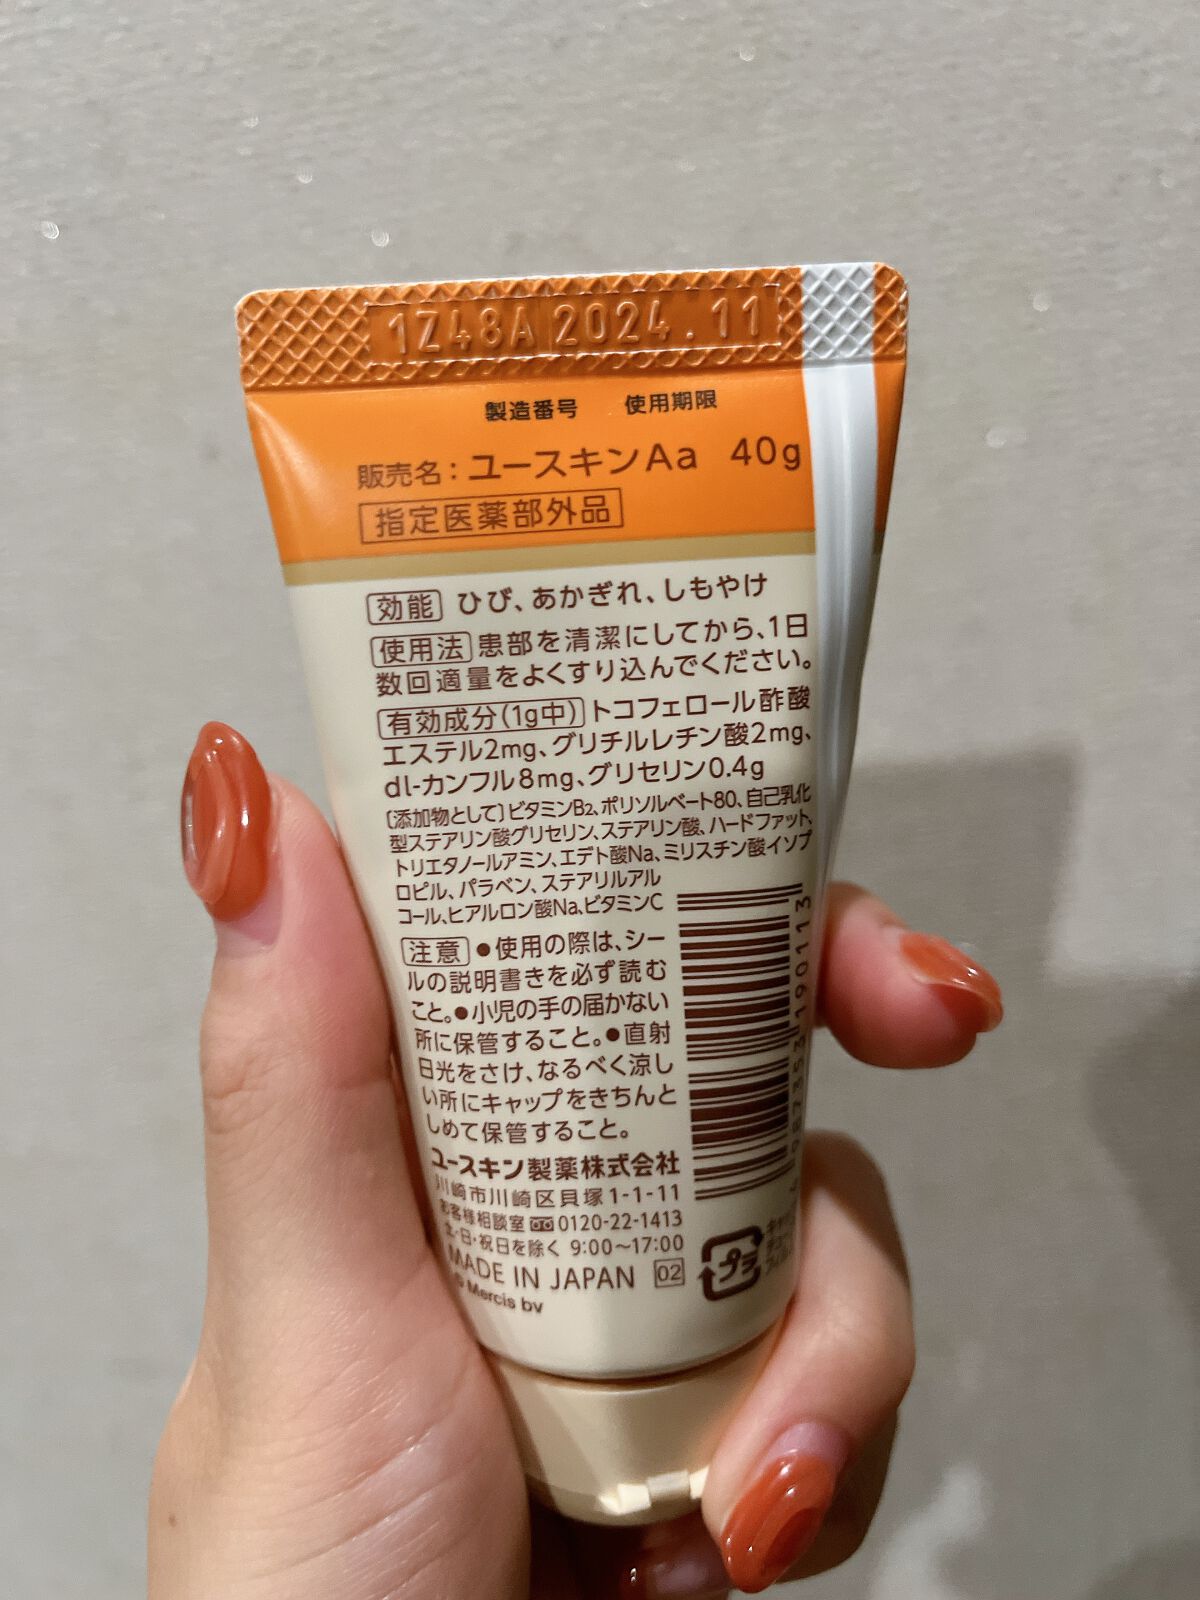 1Z48A 2024.11
製造番号 使用期限
販売名：ユースキンAa 40g
指定医薬部外品
効能 ひび、あかぎれ、しもやけ
使用法 患部を清潔にしてから、1日
数回適量をよくすり込んでください。
有効成分(1g中) トコフェロール酢酸
エステル2mg、グリチルレチン酸2mg、
dl-カンフル8mg、グリセリン0.4g
〔添加物として〕ビタミンB₂、ポリソルベート80、自己乳化
型ステアリン酸グリセリン、ステアリン酸、ハードファット、
トリエタノールアミン、エデト酸Na、ミリスチン酸イソプ
ロピル、パラベン、ステアリルアル
コール、ヒアルロン酸Na、ビタミンC
注意 ●使用の際は、シー
ルの説明書きを必ず読む
こと。●小児の手の届かない
所に保管すること。●直射
日光をさけ、なるべく涼し
い所にキャップをきちんと
しめて保管すること。
ユースキン製薬株式会社
川崎市川崎区貝塚1-1-11
お客様相談室 0120-22-1413
土・日・祝日を除く 9:00〜17:00
MADE IN JAPAN 02
© Mercis bv
プラ
987353190113